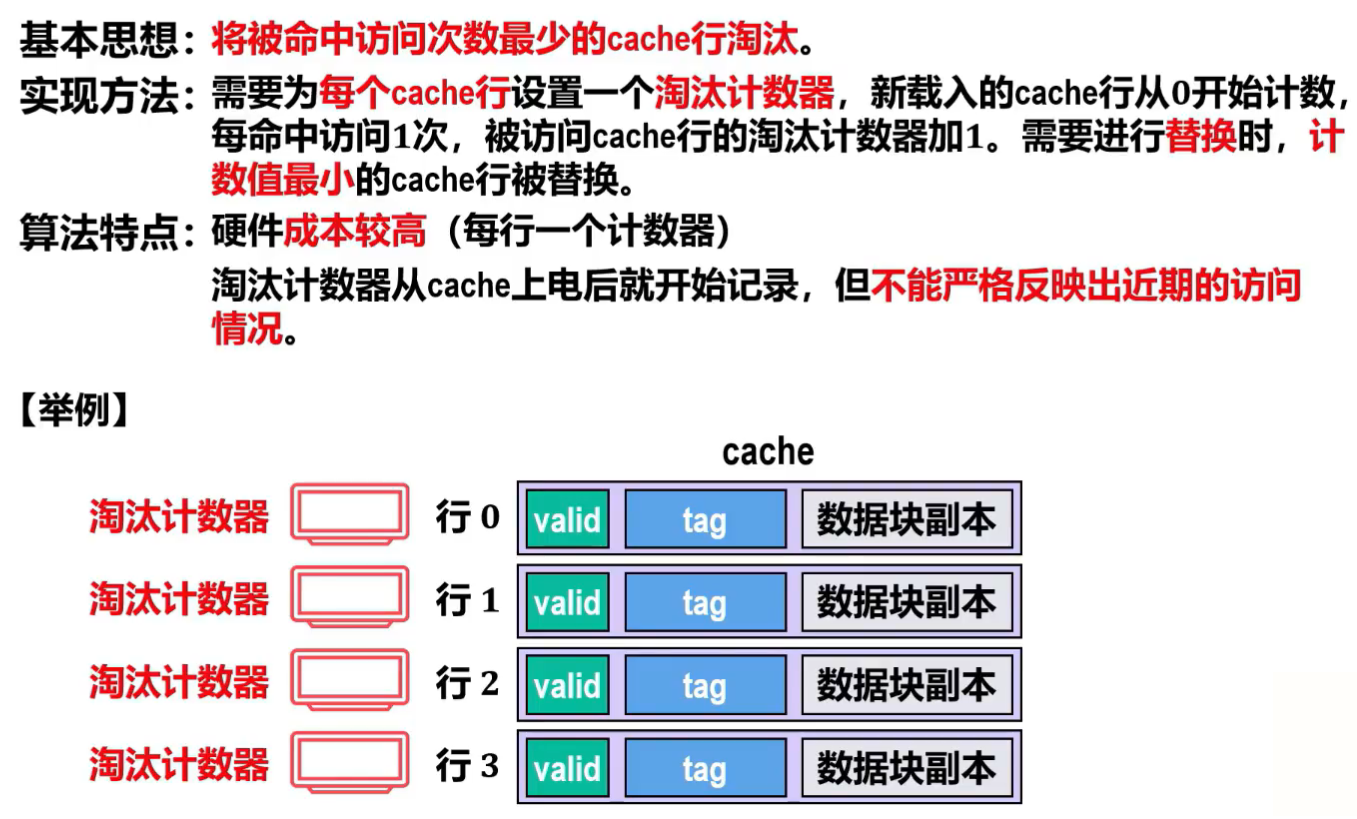 基本思想：将被命中访问次数最少的cache行淘汰。
实现方法：需要为每个cache行设置一个淘汰计数器，新载入的cache行从0开始计数，
每命中访问1次，被访问cache行的淘汰计数器加1。需要进行替换时，计
数值最小的cache行被替换。
算法特点：硬件成本较高（每行一个计数器）
淘汰计数器从cache上电后就开始记录，但不能严格反映出近期的访问
情况。
【举例】
cache
淘汰计数器 行 0 valid tag 数据块副本
淘汰计数器 行 1 valid tag 数据块副本
淘汰计数器 行 2 valid tag 数据块副本
淘汰计数器 行 3 valid tag 数据块副本